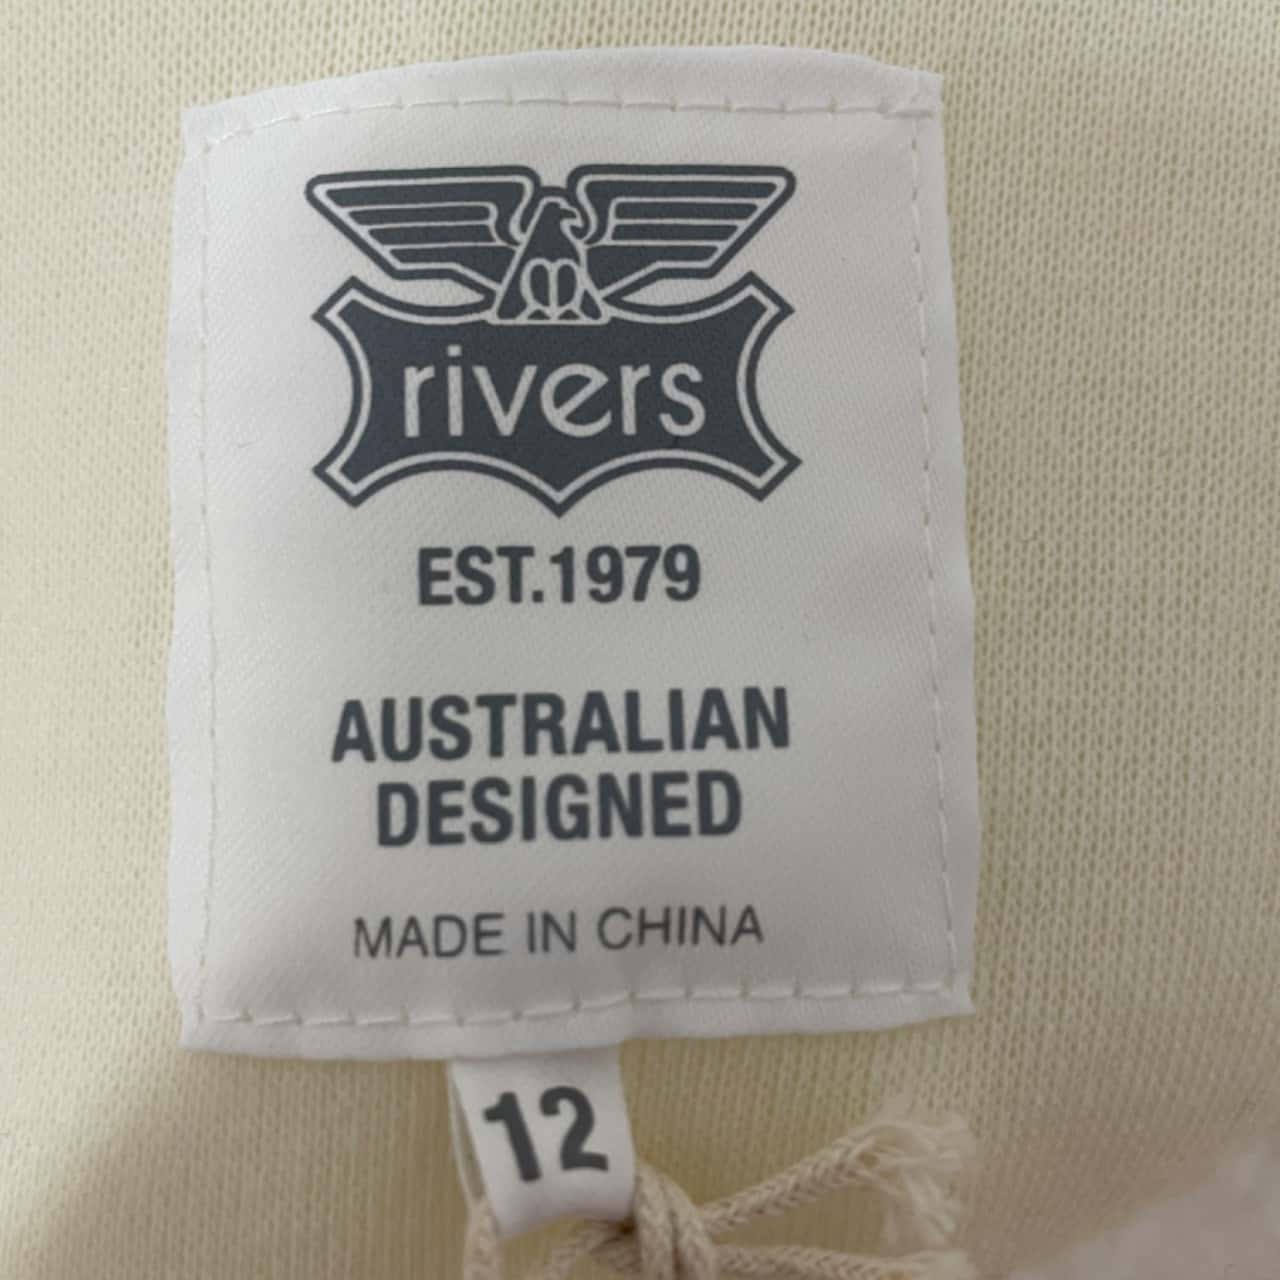 rivers
EST.1979
AUSTRALIAN
DESIGNED
MADE IN CHINA
12